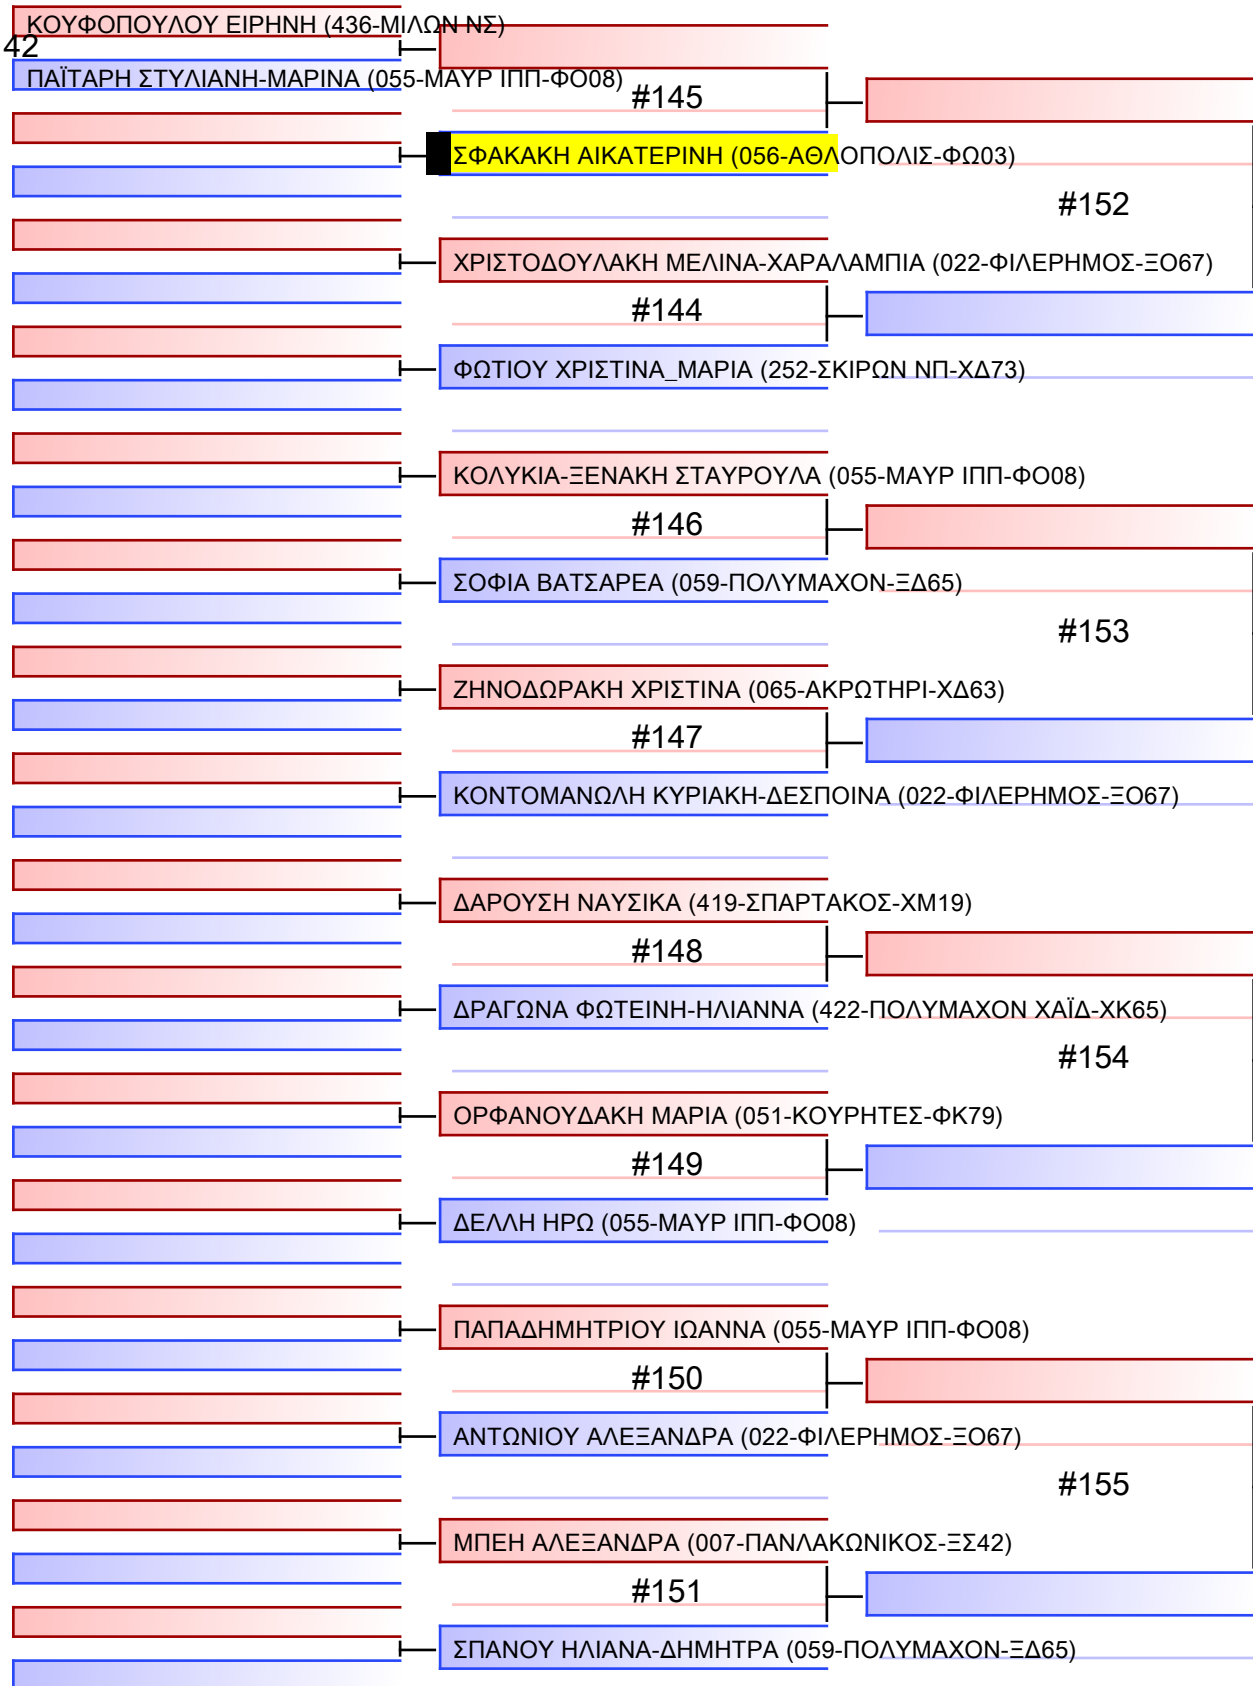 ΚΟΥΦΟΠΟΥΛΟΥ ΕΙΡΗΝΗ (436-ΜΙΛΩΝ ΝΣ)
42
ΠΑΪΤΑΡΗ ΣΤΥΛΙΑΝΗ-ΜΑΡΙΝΑ (055-ΜΑΥΡ ΙΠΠ-ΦΟ08)
#145
ΣΦΑΚΑΚΗ ΑΙΚΑΤΕΡΙΝΗ (056-ΑΘΛΟΠΟΛΙΣ-ΦΩ03)
#152
ΧΡΙΣΤΟΔΟΥΛΑΚΗ ΜΕΛΙΝΑ-ΧΑΡΑΛΑΜΠΙΑ (022-ΦΙΛΕΡΗΜΟΣ-ΞΟ67)
#144
ΦΩΤΙΟΥ ΧΡΙΣΤΙΝΑ_ΜΑΡΙΑ (252-ΣΚΙΡΩΝ ΝΠ-ΧΔ73)
ΚΟΛΥΚΙΑ-ΞΕΝΑΚΗ ΣΤΑΥΡΟΥΛΑ (055-ΜΑΥΡ ΙΠΠ-ΦΟ08)
#146
ΣΟΦΙΑ ΒΑΤΣΑΡΕΑ (059-ΠΟΛΥΜΑΧΟΝ-ΞΔ65)
#153
ΖΗΝΟΔΩΡΑΚΗ ΧΡΙΣΤΙΝΑ (065-ΑΚΡΩΤΗΡΙ-ΧΔ63)
#147
ΚΟΝΤΟΜΑΝΩΛΗ ΚΥΡΙΑΚΗ-ΔΕΣΠΟΙΝΑ (022-ΦΙΛΕΡΗΜΟΣ-ΞΟ67)
ΔΑΡΟΥΣΗ ΝΑΥΣΙΚΑ (419-ΣΠΑΡΤΑΚΟΣ-ΧΜ19)
#148
ΔΡΑΓΩΝΑ ΦΩΤΕΙΝΗ-ΗΛΙΑΝΝΑ (422-ΠΟΛΥΜΑΧΟΝ ΧΑΪΔ-ΧΚ65)
#154
ΟΡΦΑΝΟΥΔΑΚΗ ΜΑΡΙΑ (051-ΚΟΥΡΗΤΕΣ-ΦΚ79)
#149
ΔΕΛΛΗ ΗΡΩ (055-ΜΑΥΡ ΙΠΠ-ΦΟ08)
ΠΑΠΑΔΗΜΗΤΡΙΟΥ ΙΩΑΝΝΑ (055-ΜΑΥΡ ΙΠΠ-ΦΟ08)
#150
ΑΝΤΩΝΙΟΥ ΑΛΕΞΑΝΔΡΑ (022-ΦΙΛΕΡΗΜΟΣ-ΞΟ67)
#155
ΜΠΕΗ ΑΛΕΞΑΝΔΡΑ (007-ΠΑΝΛΑΚΩΝΙΚΟΣ-ΞΣ42)
#151
ΣΠΑΝΟΥ ΗΛΙΑΝΑ-ΔΗΜΗΤΡΑ (059-ΠΟΛΥΜΑΧΟΝ-ΞΔ65)